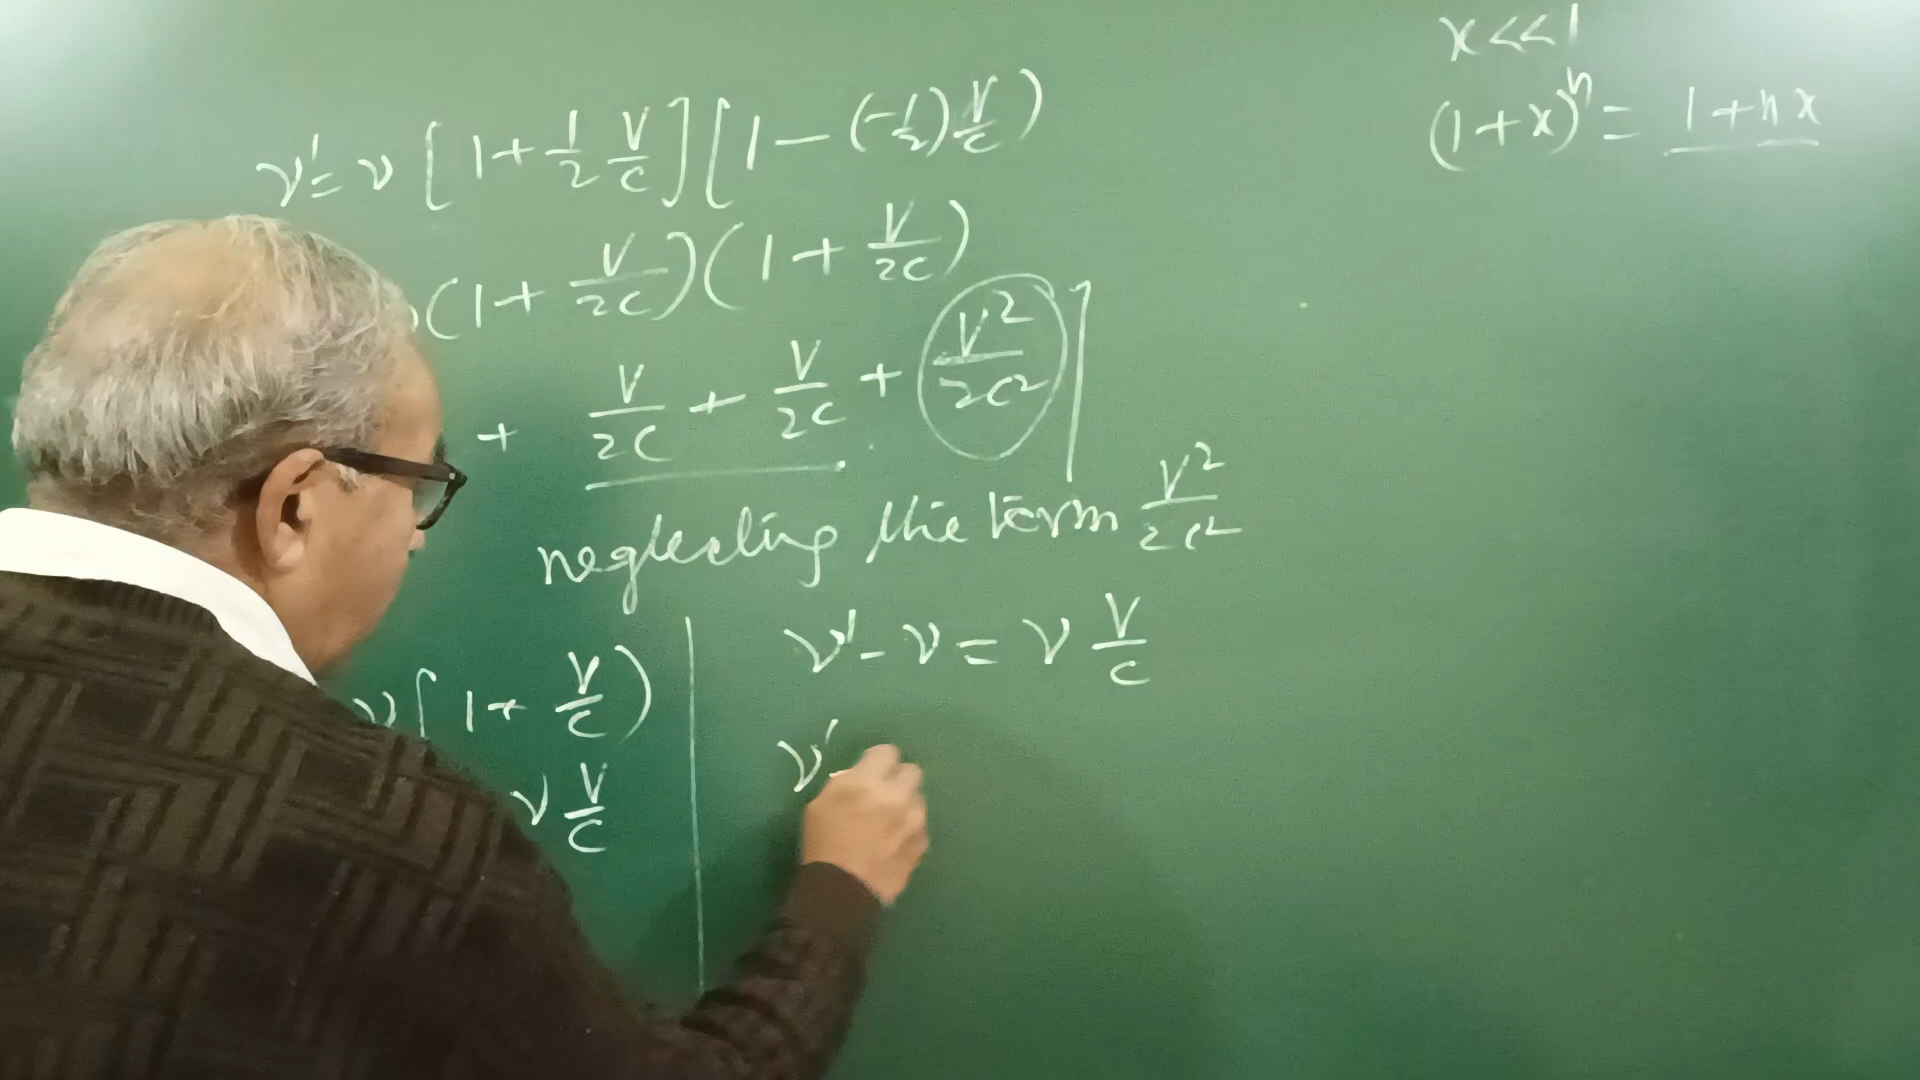 x<<1
(1+x)ⁿ = 1+nx
ν' = ν [1+ 1/2 V/c] [1 - (-1/2) V/c)
(1+ V/2c) (1+ V/2c)
+ V/2c + V/2c + V²/2c² ]
neglecting the term V²/2c²
ν [1+ V/c)
ν V/c
ν' - ν = ν V/c
ν'